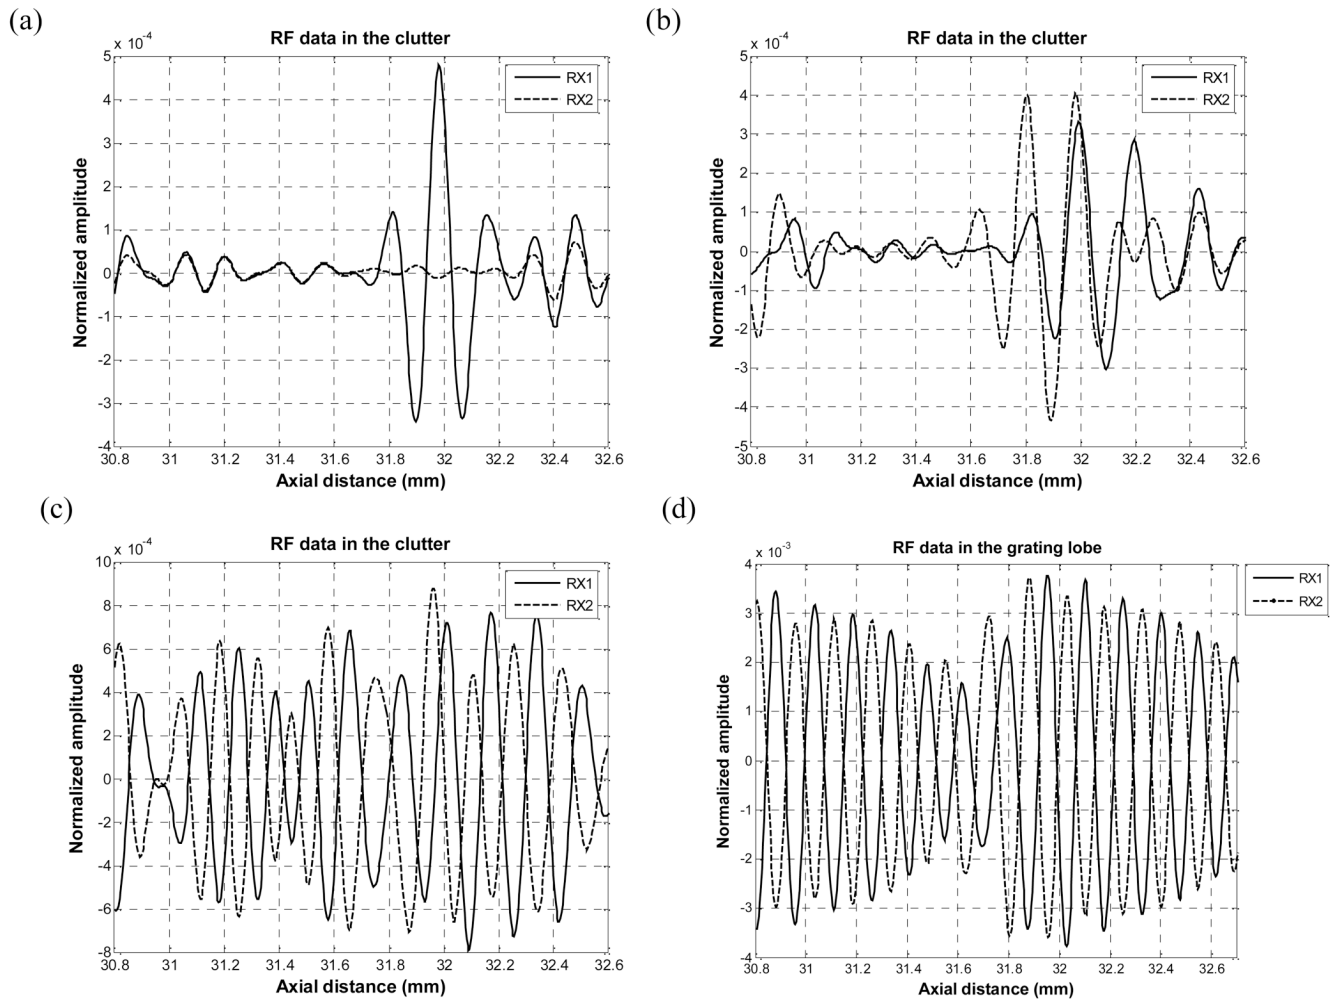 (a)
RF data in the clutter
x 10-4
5
4
3
2
1
0
-1
-2
-3
-4
30.8 31 31.2 31.4 31.6 31.8 32 32.2 32.4 32.6
Axial distance (mm)
Normalized amplitude
RX1
RX2
(b)
RF data in the clutter
x 10-4
5
4
3
2
1
0
-1
-2
-3
-4
-5
30.8 31 31.2 31.4 31.6 31.8 32 32.2 32.4 32.6
Axial distance (mm)
Normalized amplitude
RX1
RX2
(c)
RF data in the clutter
x 10-4
10
8
6
4
2
0
-2
-4
-6
-8
30.8 31 31.2 31.4 31.6 31.8 32 32.2 32.4 32.6
Axial distance (mm)
Normalized amplitude
RX1
RX2
(d)
RF data in the grating lobe
x 10-3
4
3
2
1
0
-1
-2
-3
-4
30.8 31 31.2 31.4 31.6 31.8 32 32.2 32.4 32.6
Axial distance (mm)
Normalized amplitude
RX1
RX2